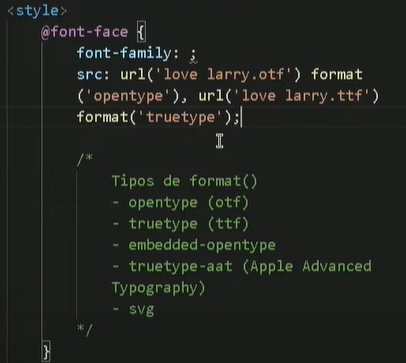 <style>
@font-face {
font-family: ;
src: url('love larry.otf') format
('opentype'), url('love larry.ttf')
format('truetype');
/*
Tipos de format()
- opentype (otf)
- truetype (ttf)
- embedded-opentype
- truetype-aat (Apple Advanced
Typography)
- svg
*/
}